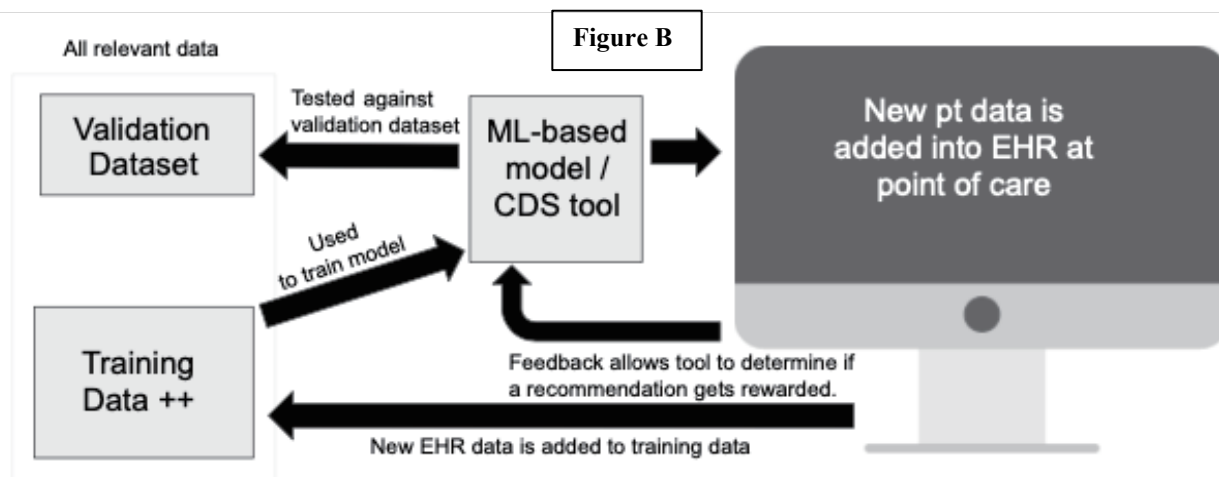 Figure B
All relevant data
Validation
Dataset
Tested against
validation dataset
ML-based
model /
CDS tool
New pt data is
added into EHR at
point of care
Used
to train model
Training
Data ++
Feedback allows tool to determine if
a recommendation gets rewarded.
New EHR data is added to training data